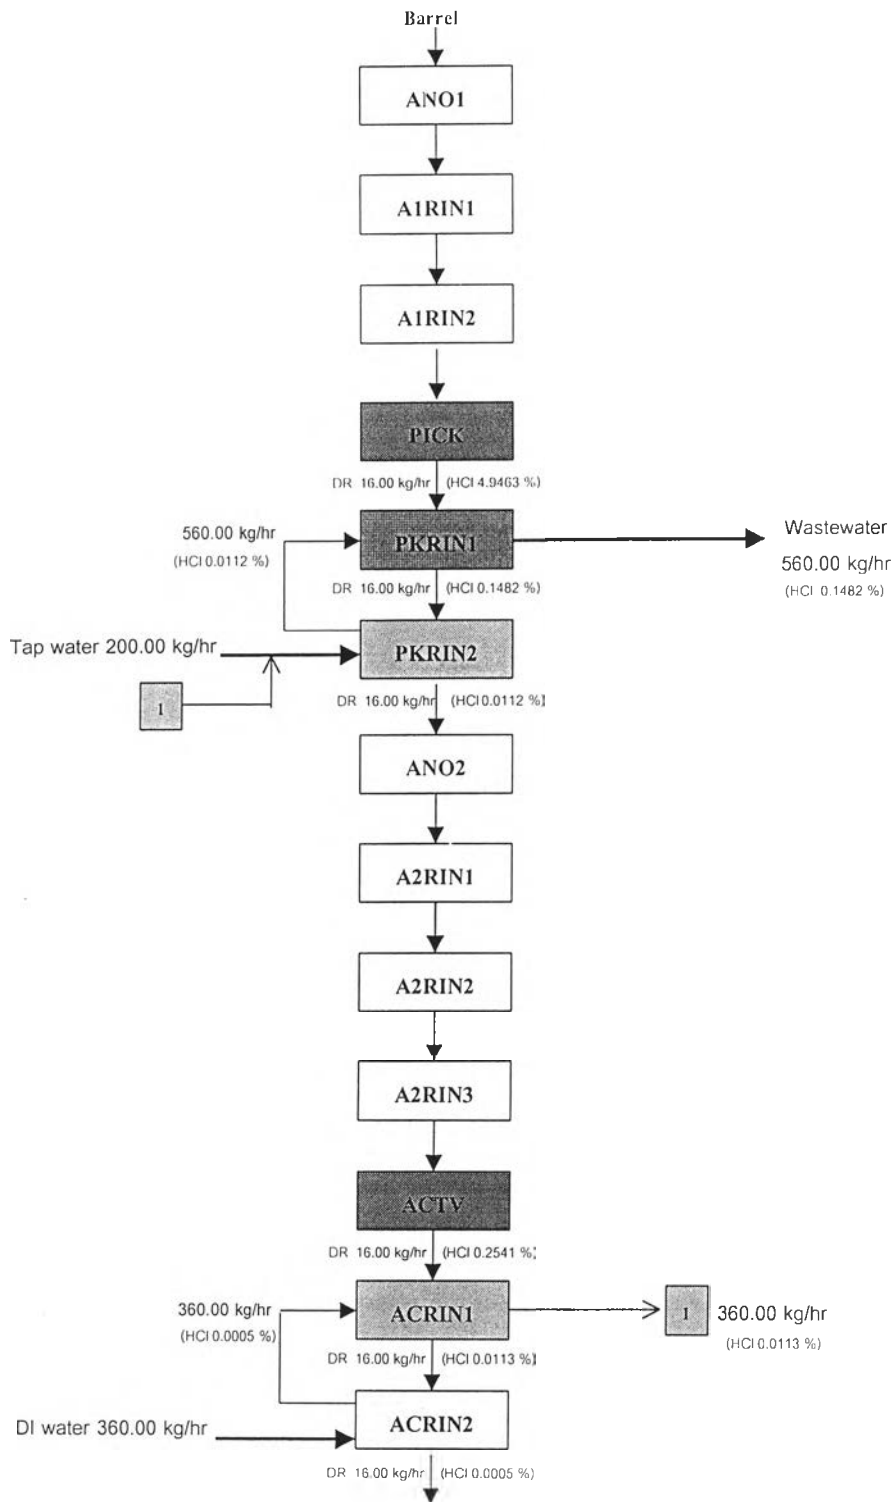 Barrel
ANO1
A1RIN1
A1RIN2
PICK
DR 16.00 kg/hr (HCl 4.9463 %)
560.00 kg/hr
(HCl 0.0112 %)
PKRIN1
Wastewater
560.00 kg/hr
(HCl 0.1482 %)
DR 16.00 kg/hr (HCl 0.1482 %)
Tap water 200.00 kg/hr
PKRIN2
1
DR 16.00 kg/hr (HCl 0.0112 %)
ANO2
A2RIN1
A2RIN2
A2RIN3
ACTV
DR 16.00 kg/hr (HCl 0.2541 %)
360.00 kg/hr
(HCl 0.0005 %)
ACRIN1
1 360.00 kg/hr
(HCl 0.0113 %)
DR 16.00 kg/hr (HCl 0.0113 %)
DI water 360.00 kg/hr
ACRIN2
DR 16.00 kg/hr (HCl 0.0005 %)